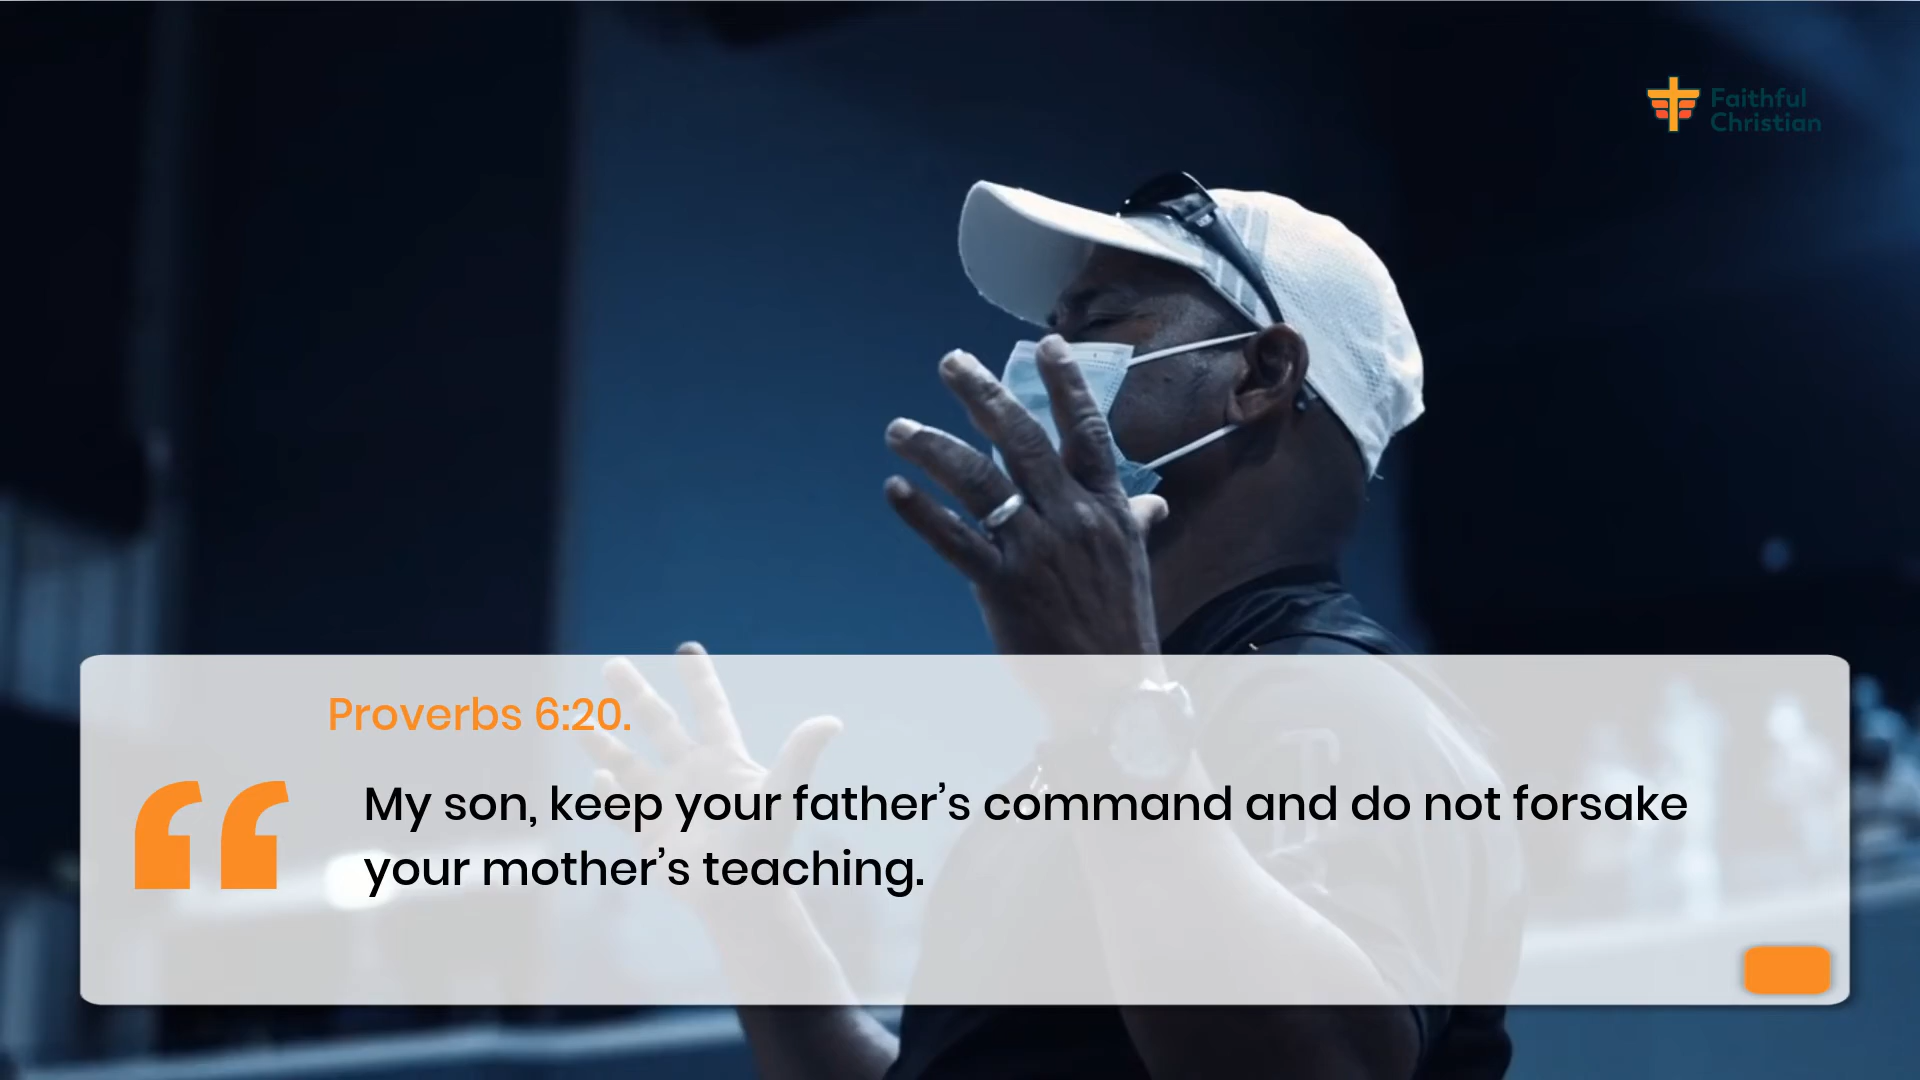 Faithful
Christian
Proverbs 6:20.
My son, keep your father’s command and do not forsake
your mother’s teaching.